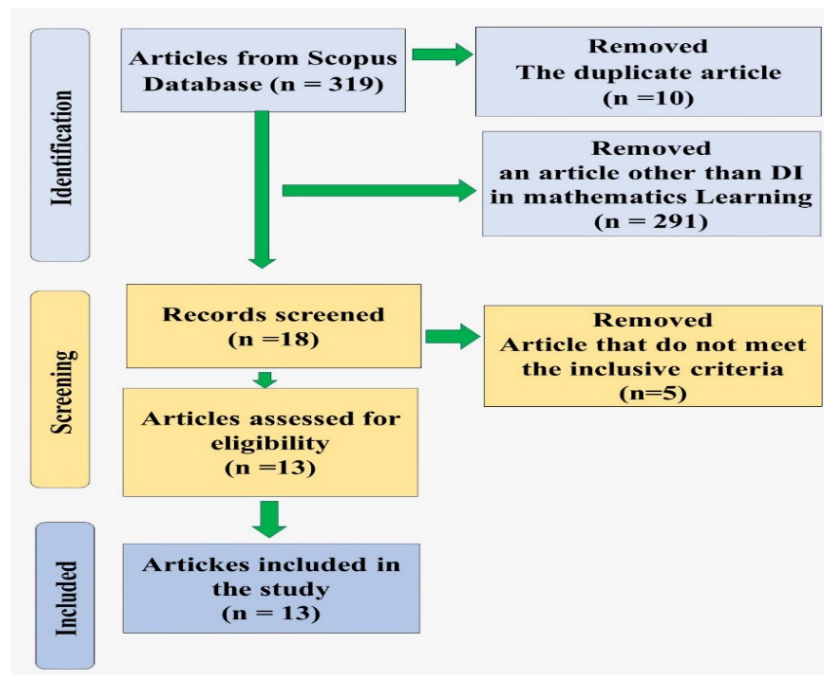 Identification
Articles from Scopus
Database (n = 319)
Removed
The duplicate article
(n =10)
Removed
an article other than DI
in mathematics Learning
(n = 291)
Screening
Records screened
(n =18)
Removed
Article that do not meet
the inclusive criteria
(n=5)
Articles assessed for
eligibility
(n =13)
Included
Artickes included in
the study
(n = 13)